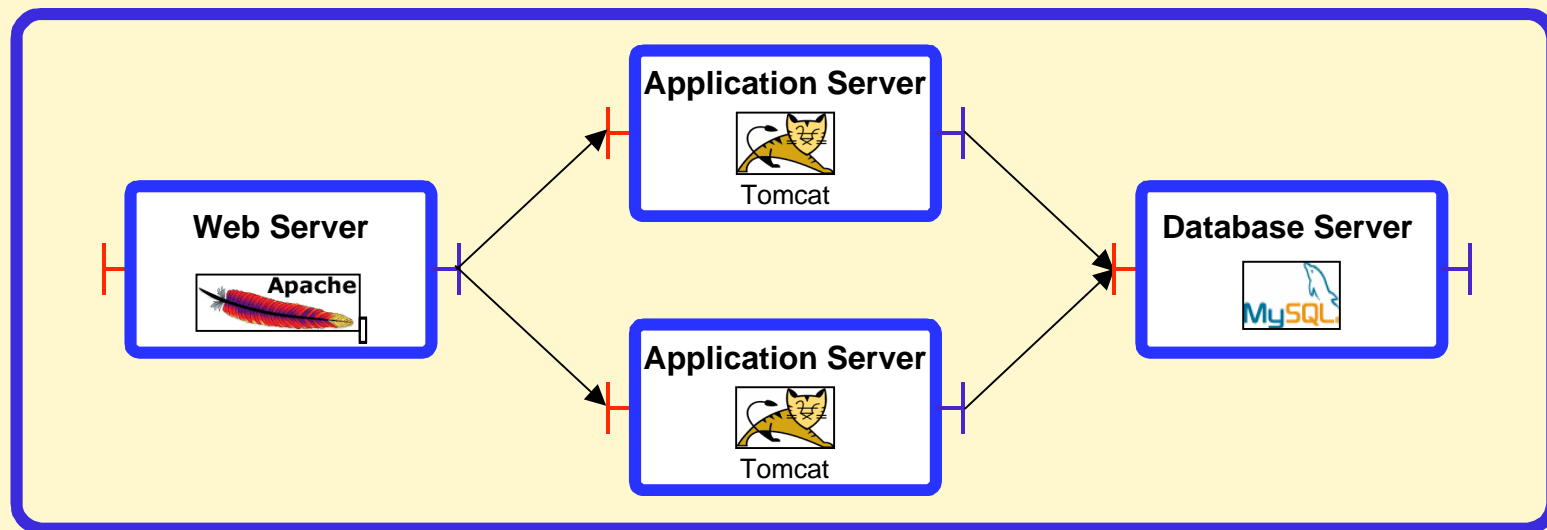 Application Server
Tomcat
Web Server
Apache
Database Server
MySQL
Application Server
Tomcat